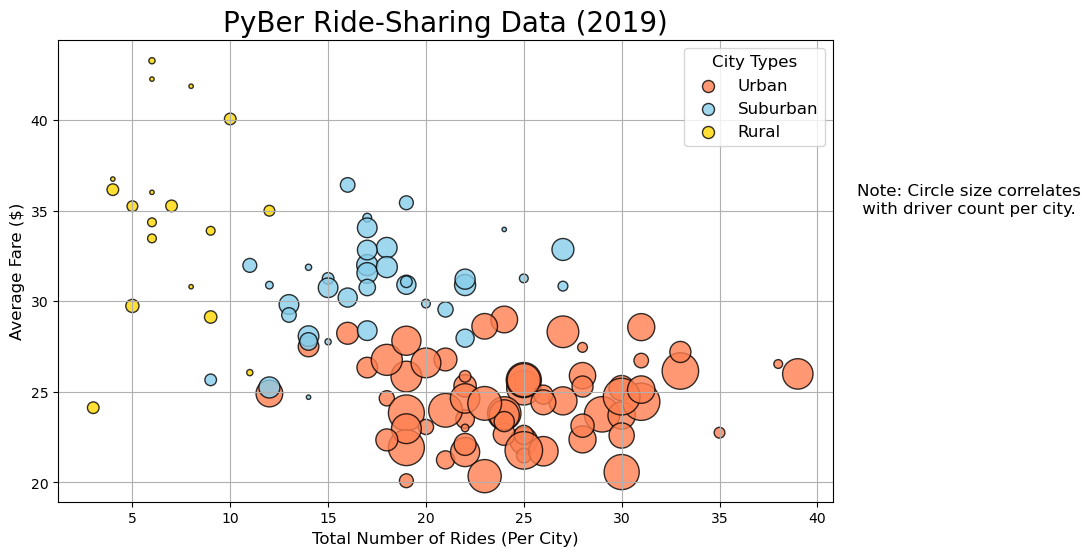 PyBer Ride-Sharing Data (2019)
City Types
Urban
Suburban
Rural
Note: Circle size correlates
with driver count per city.
Average Fare ($)
40
35
30
25
20
5
10
15
20
25
30
35
40
Total Number of Rides (Per City)